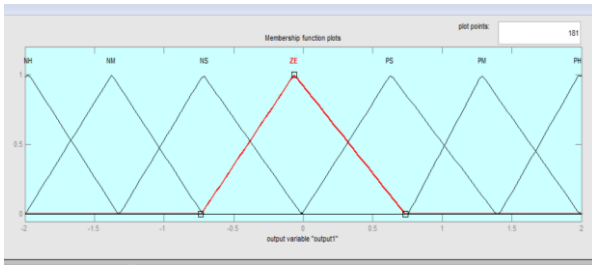 plot points: 181
Membership function plots
NH NM NS ZE PS PM PH
1
0.5
0
-2 -1.5 -1 -0.5 0 0.5 1 1.5 2
output variable "output1"